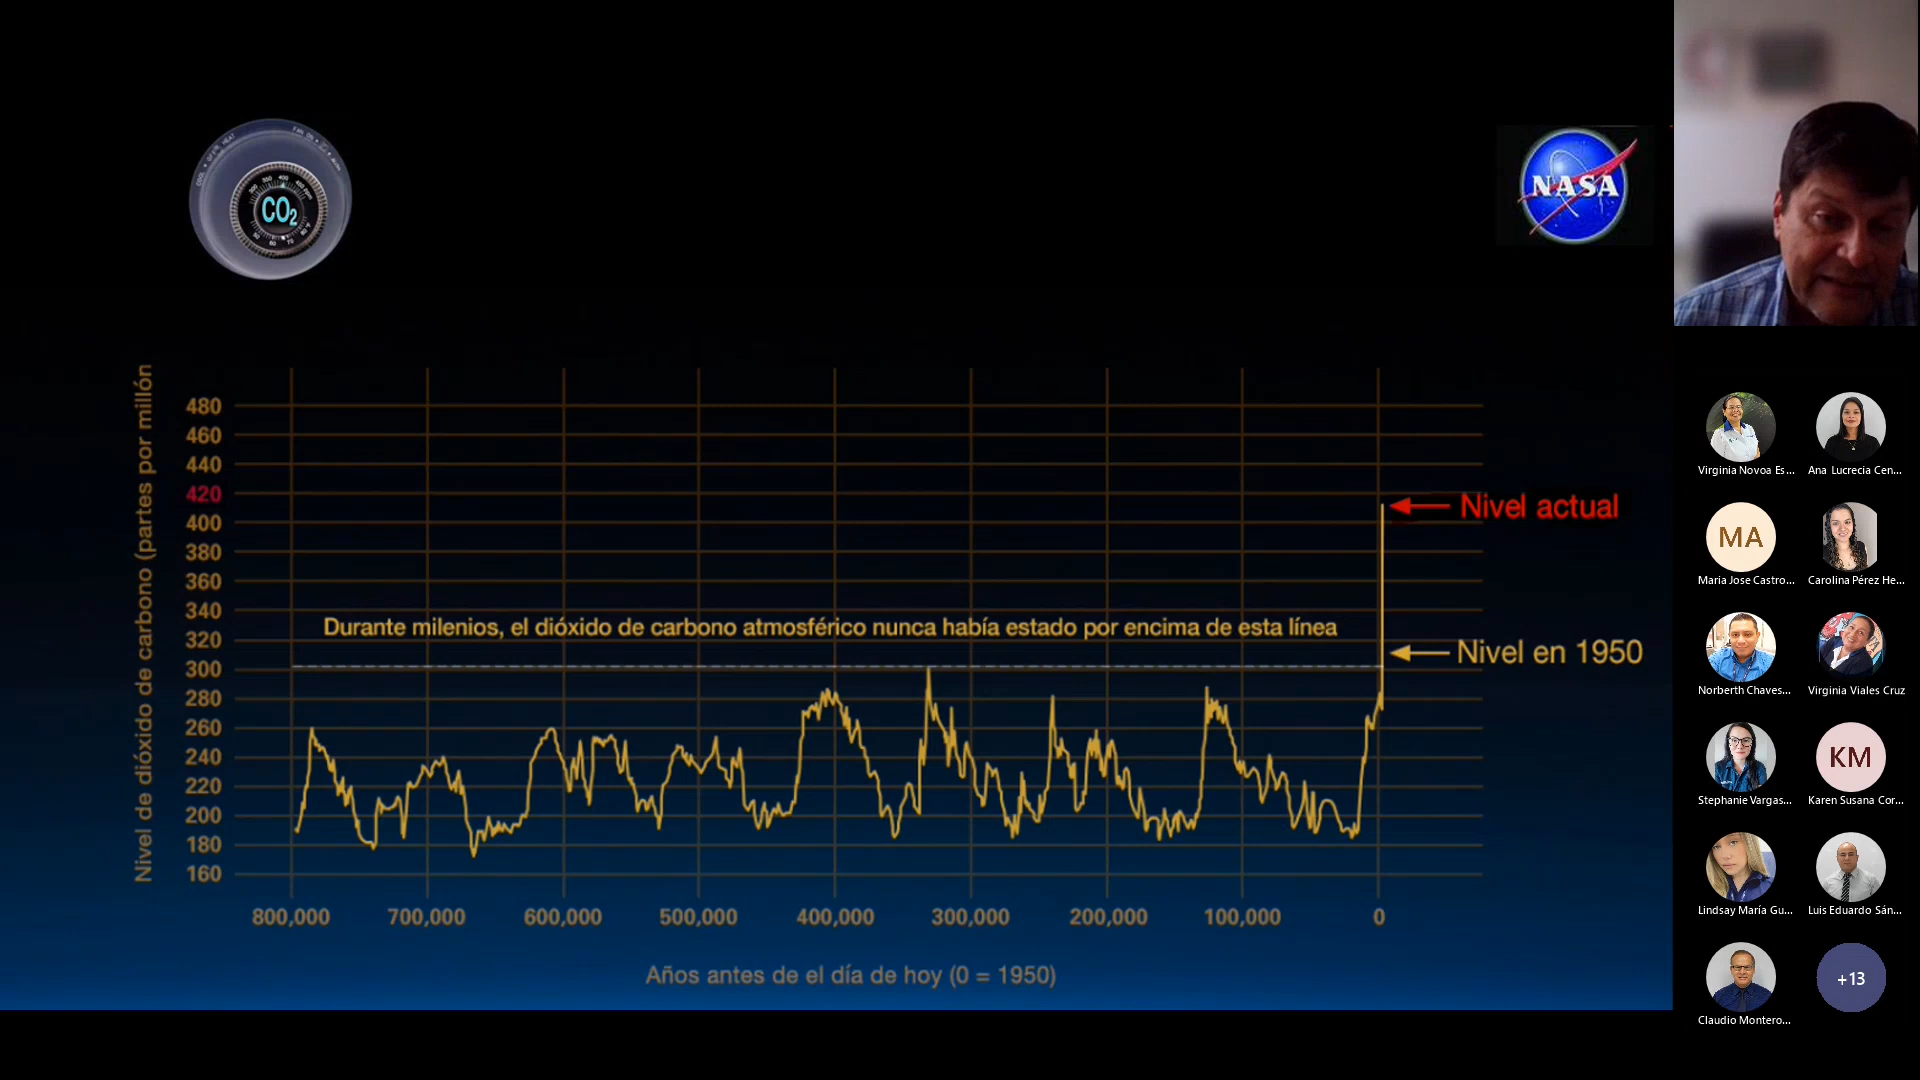 CO2
NASA
Nivel de dióxido de carbono (partes por millón)
480
460
440
420
400
380
360
340
320
300
280
260
240
220
200
180
160
Nivel actual
Durante milenios, el dióxido de carbono atmosférico nunca había estado por encima de esta línea
Nivel en 1950
800,000 700,000 600,000 500,000 400,000 300,000 200,000 100,000 0
Años antes de el día de hoy (0 = 1950)
Virginia Novoa Es... Ana Lucrecia Cen...
MA
Maria Jose Castro... Carolina Pérez He...
Norberth Chaves... Virginia Viales Cruz
KM
Stephanie Vargas... Karen Susana Cor...
Lindsay María Gu... Luis Eduardo Sán...
+13
Claudio Montero...